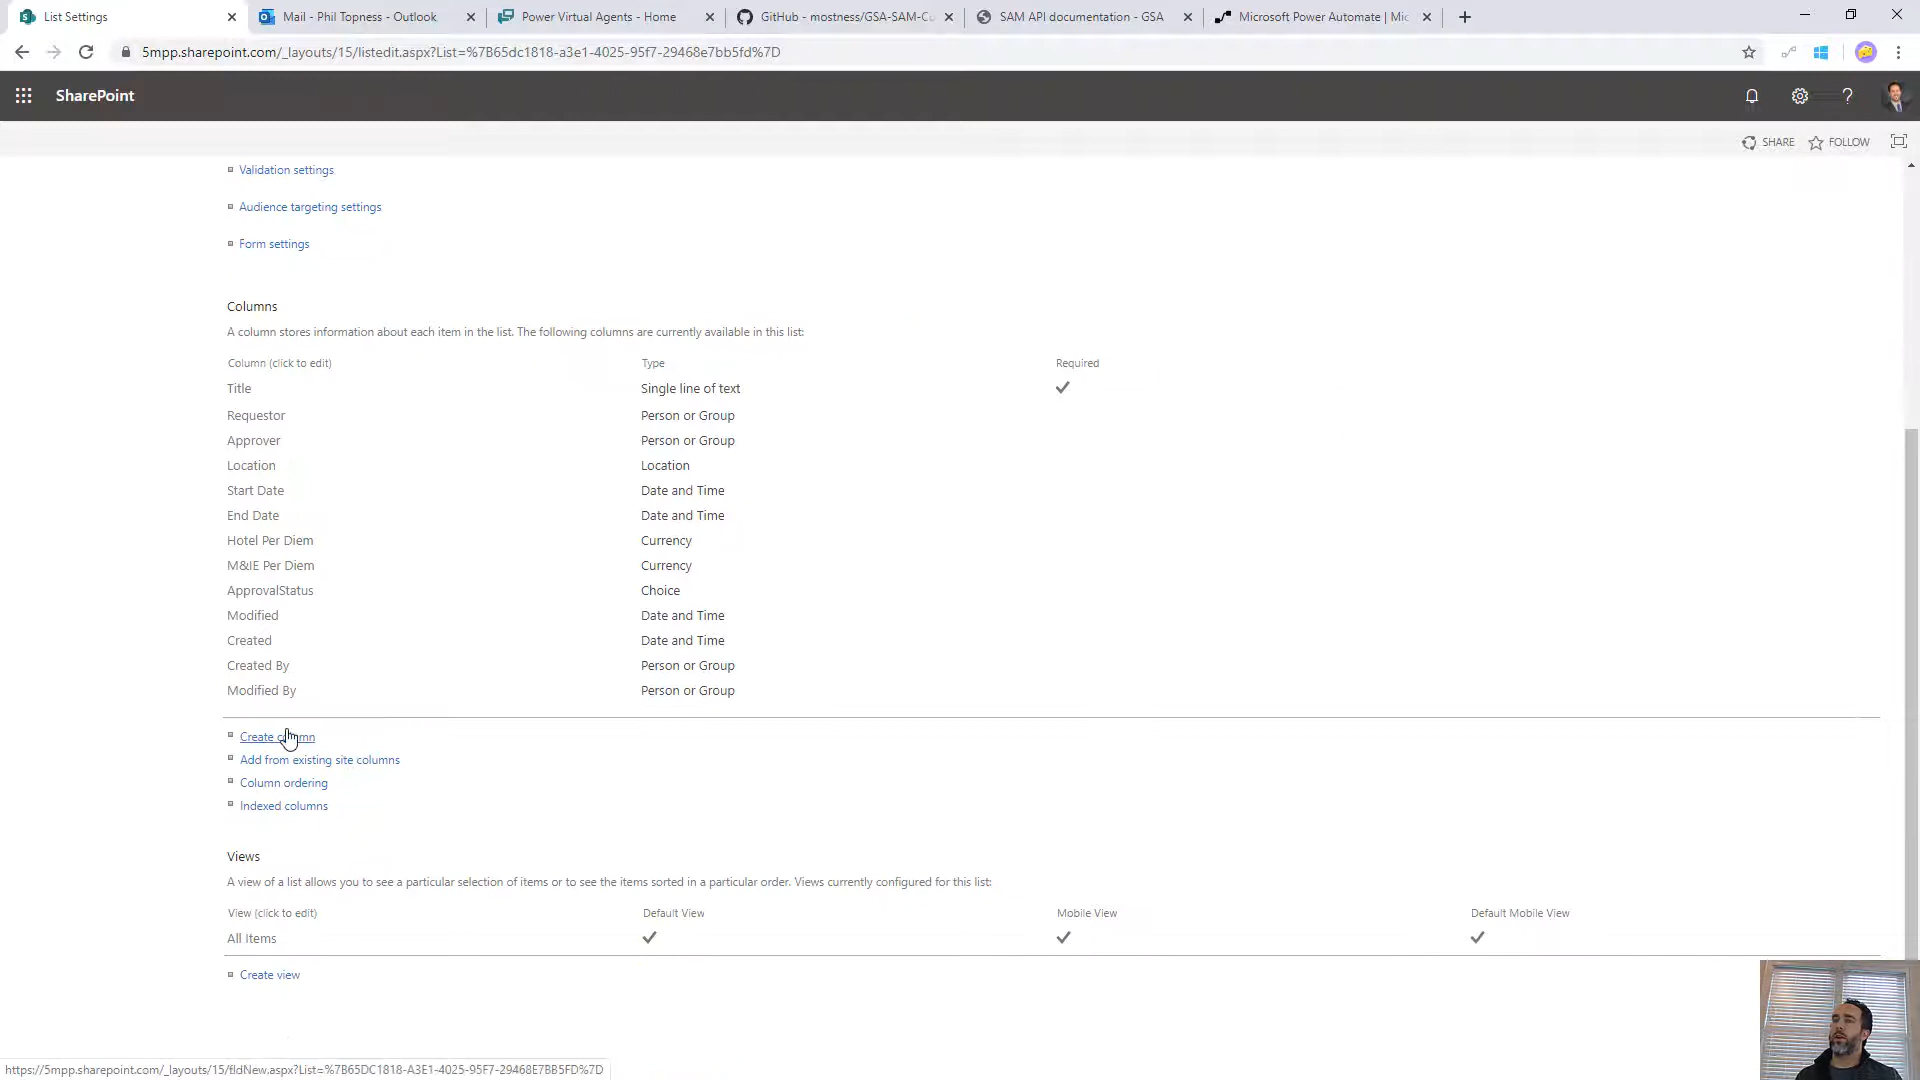 List Settings
Mail - Phil Topness - Outlook
Power Virtual Agents - Home
GitHub - mostness/GSA-SAM-Cu
SAM API documentation - GSA
Microsoft Power Automate | Mic
5mpp.sharepoint.com/_layouts/15/listedit.aspx?List=%7B65dc1818-a3e1-4025-95f7-29468e7bb5fd%7D
SharePoint
SHARE
FOLLOW
Validation settings
Audience targeting settings
Form settings
Columns
A column stores information about each item in the list. The following columns are currently available in this list:
Column (click to edit) Type Required
Title Single line of text
Requestor Person or Group
Approver Person or Group
Location Location
Start Date Date and Time
End Date Date and Time
Hotel Per Diem Currency
M&IE Per Diem Currency
ApprovalStatus Choice
Modified Date and Time
Created Date and Time
Created By Person or Group
Modified By Person or Group
Create column
Add from existing site columns
Column ordering
Indexed columns
Views
A view of a list allows you to see a particular selection of items or to see the items sorted in a particular order. Views currently configured for this list:
View (click to edit) Default View Mobile View Default Mobile View
All Items
Create view
https://5mpp.sharepoint.com/_layouts/15/fldNew.aspx?List=%7B65DC1818-A3E1-4025-95F7-29468E7BB5FD%7D